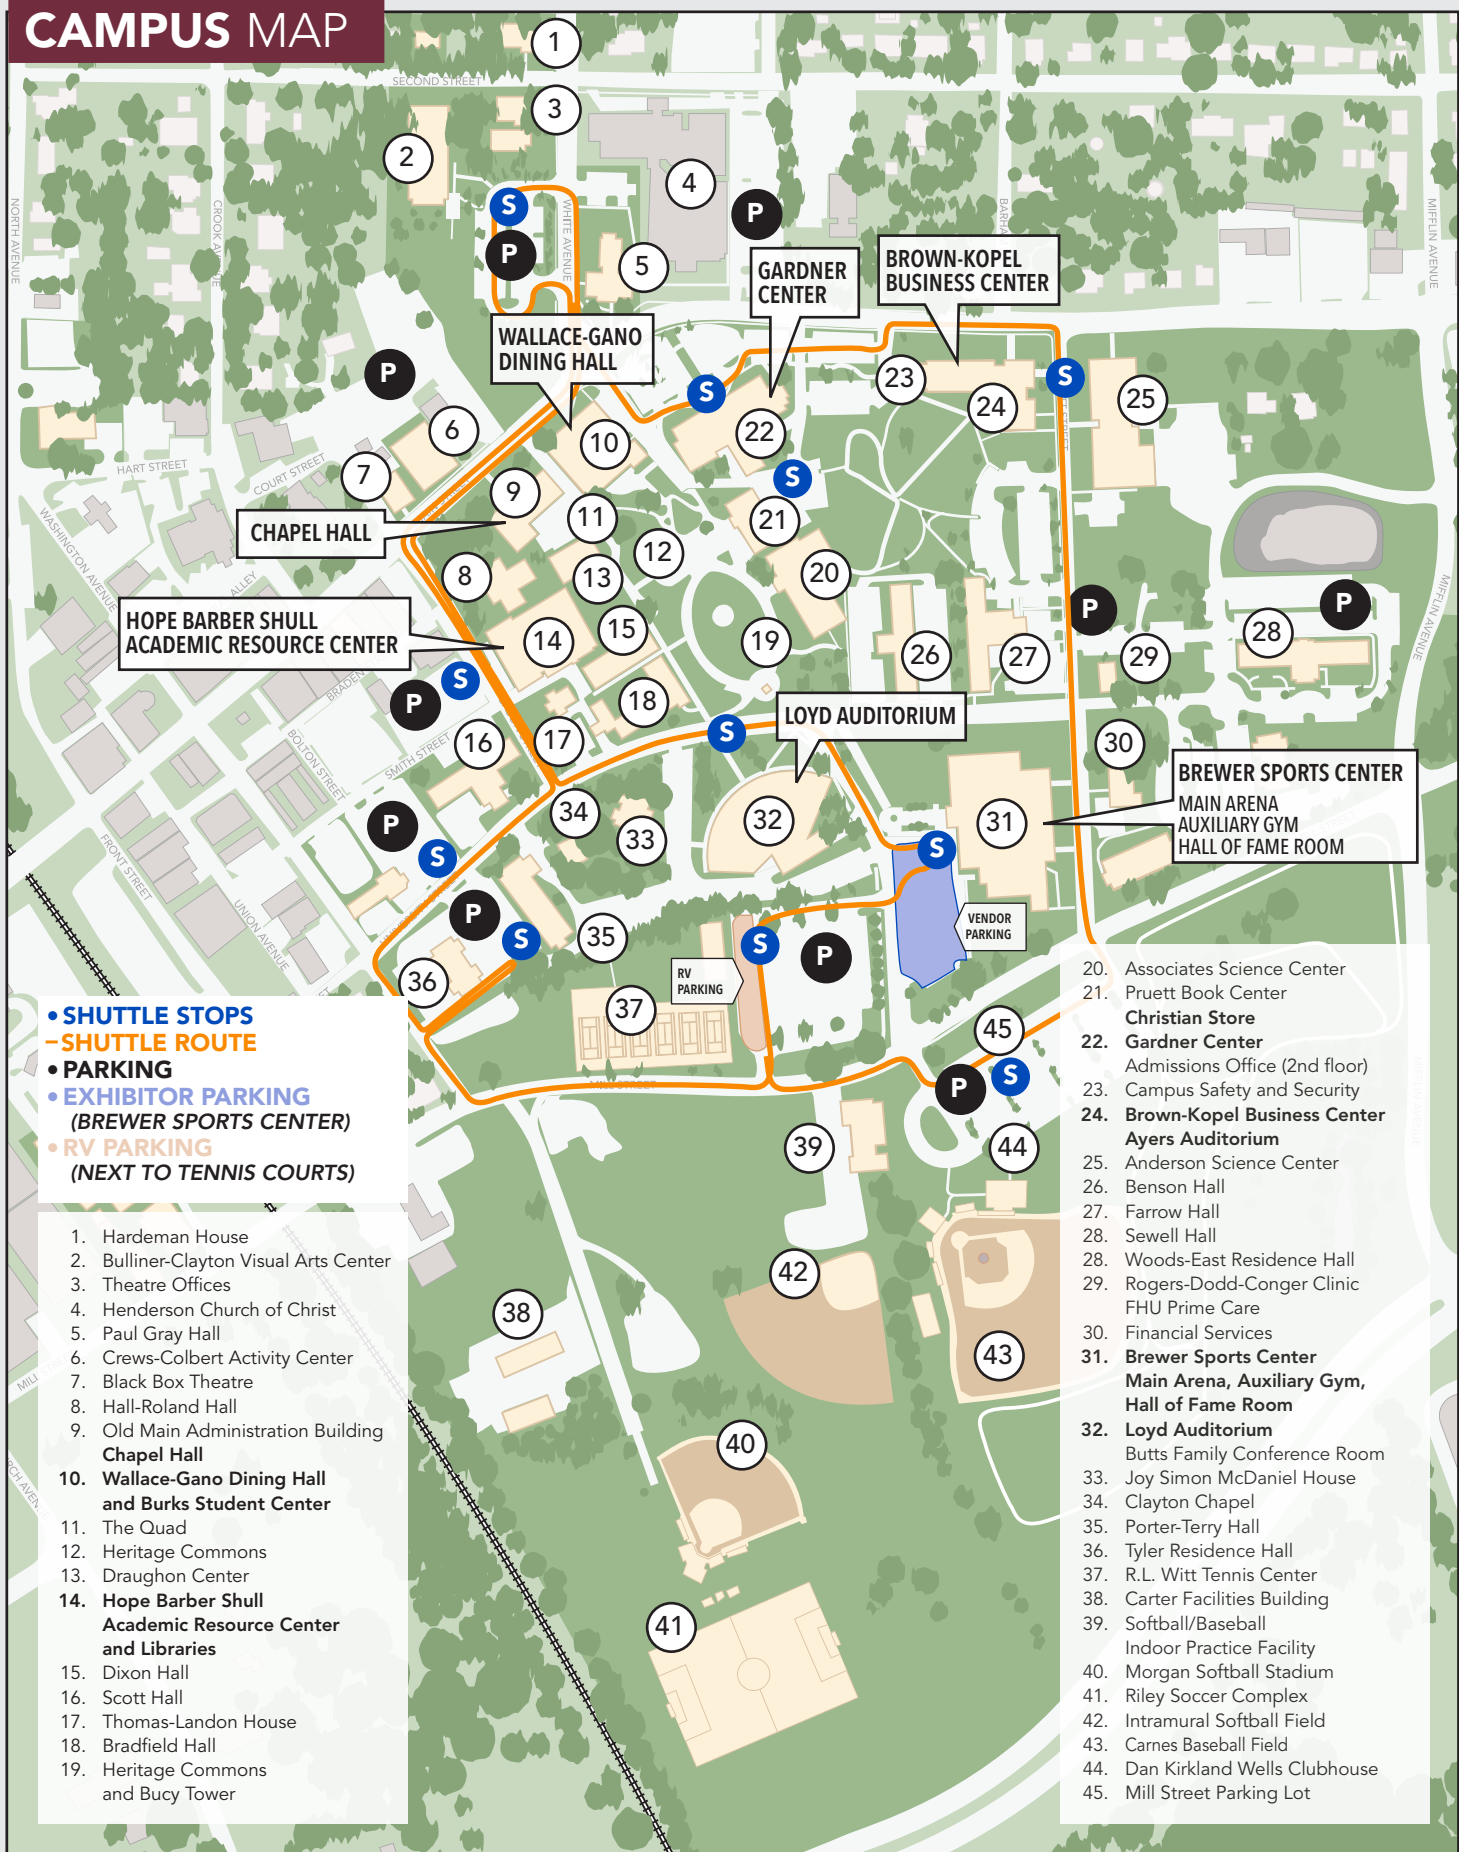 CAMPUS MAP
1
SECOND STREET
3
2
4
NORTH AVENUE
CROOK AVENUE
WHITE AVENUE
MIFFLIN AVENUE
S
P
P
5
GARDNER
CENTER
BROWN-KOPEL
BUSINESS CENTER
WALLACE-GANO
DINING HALL
P
S
23
24
S
25
6
10
22
HART STREET
COURT STREET
7
9
S
WASHINGTON AVENUE
CHAPEL HALL
11
21
12
8
13
20
ALLEY
HOPE BARBER SHULL
ACADEMIC RESOURCE CENTER
14
15
19
26
27
P
29
28
P
MIFFLIN AVENUE
S
P
18
LOYD AUDITORIUM
BOLTON STREET
SMITH STREET
16
17
S
30
BREWER SPORTS CENTER
MAIN ARENA
AUXILIARY GYM
HALL OF FAME ROOM
P
S
34
33
32
31
S
FRONT STREET
UNION AVENUE
P
S
35
S
P
VENDOR
PARKING
RV
PARKING
36
37
45
MILL STREET
P
S
39
44
42
43
38
40
41
• SHUTTLE STOPS
– SHUTTLE ROUTE
• PARKING
• EXHIBITOR PARKING
(BREWER SPORTS CENTER)
• RV PARKING
(NEXT TO TENNIS COURTS)
1. Hardeman House
2. Bulliner-Clayton Visual Arts Center
3. Theatre Offices
4. Henderson Church of Christ
5. Paul Gray Hall
6. Crews-Colbert Activity Center
7. Black Box Theatre
8. Hall-Roland Hall
9. Old Main Administration Building
Chapel Hall
10. Wallace-Gano Dining Hall
and Burks Student Center
11. The Quad
12. Heritage Commons
13. Draughon Center
14. Hope Barber Shull
Academic Resource Center
and Libraries
15. Dixon Hall
16. Scott Hall
17. Thomas-Landon House
18. Bradfield Hall
19. Heritage Commons
and Bucy Tower
20. Associates Science Center
21. Pruett Book Center
Christian Store
22. Gardner Center
Admissions Office (2nd floor)
23. Campus Safety and Security
24. Brown-Kopel Business Center
Ayers Auditorium
25. Anderson Science Center
26. Benson Hall
27. Farrow Hall
28. Sewell Hall
28. Woods-East Residence Hall
29. Rogers-Dodd-Conger Clinic
FHU Prime Care
30. Financial Services
31. Brewer Sports Center
Main Arena, Auxiliary Gym,
Hall of Fame Room
32. Loyd Auditorium
Butts Family Conference Room
33. Joy Simon McDaniel House
34. Clayton Chapel
35. Porter-Terry Hall
36. Tyler Residence Hall
37. R.L. Witt Tennis Center
38. Carter Facilities Building
39. Softball/Baseball
Indoor Practice Facility
40. Morgan Softball Stadium
41. Riley Soccer Complex
42. Intramural Softball Field
43. Carnes Baseball Field
44. Dan Kirkland Wells Clubhouse
45. Mill Street Parking Lot